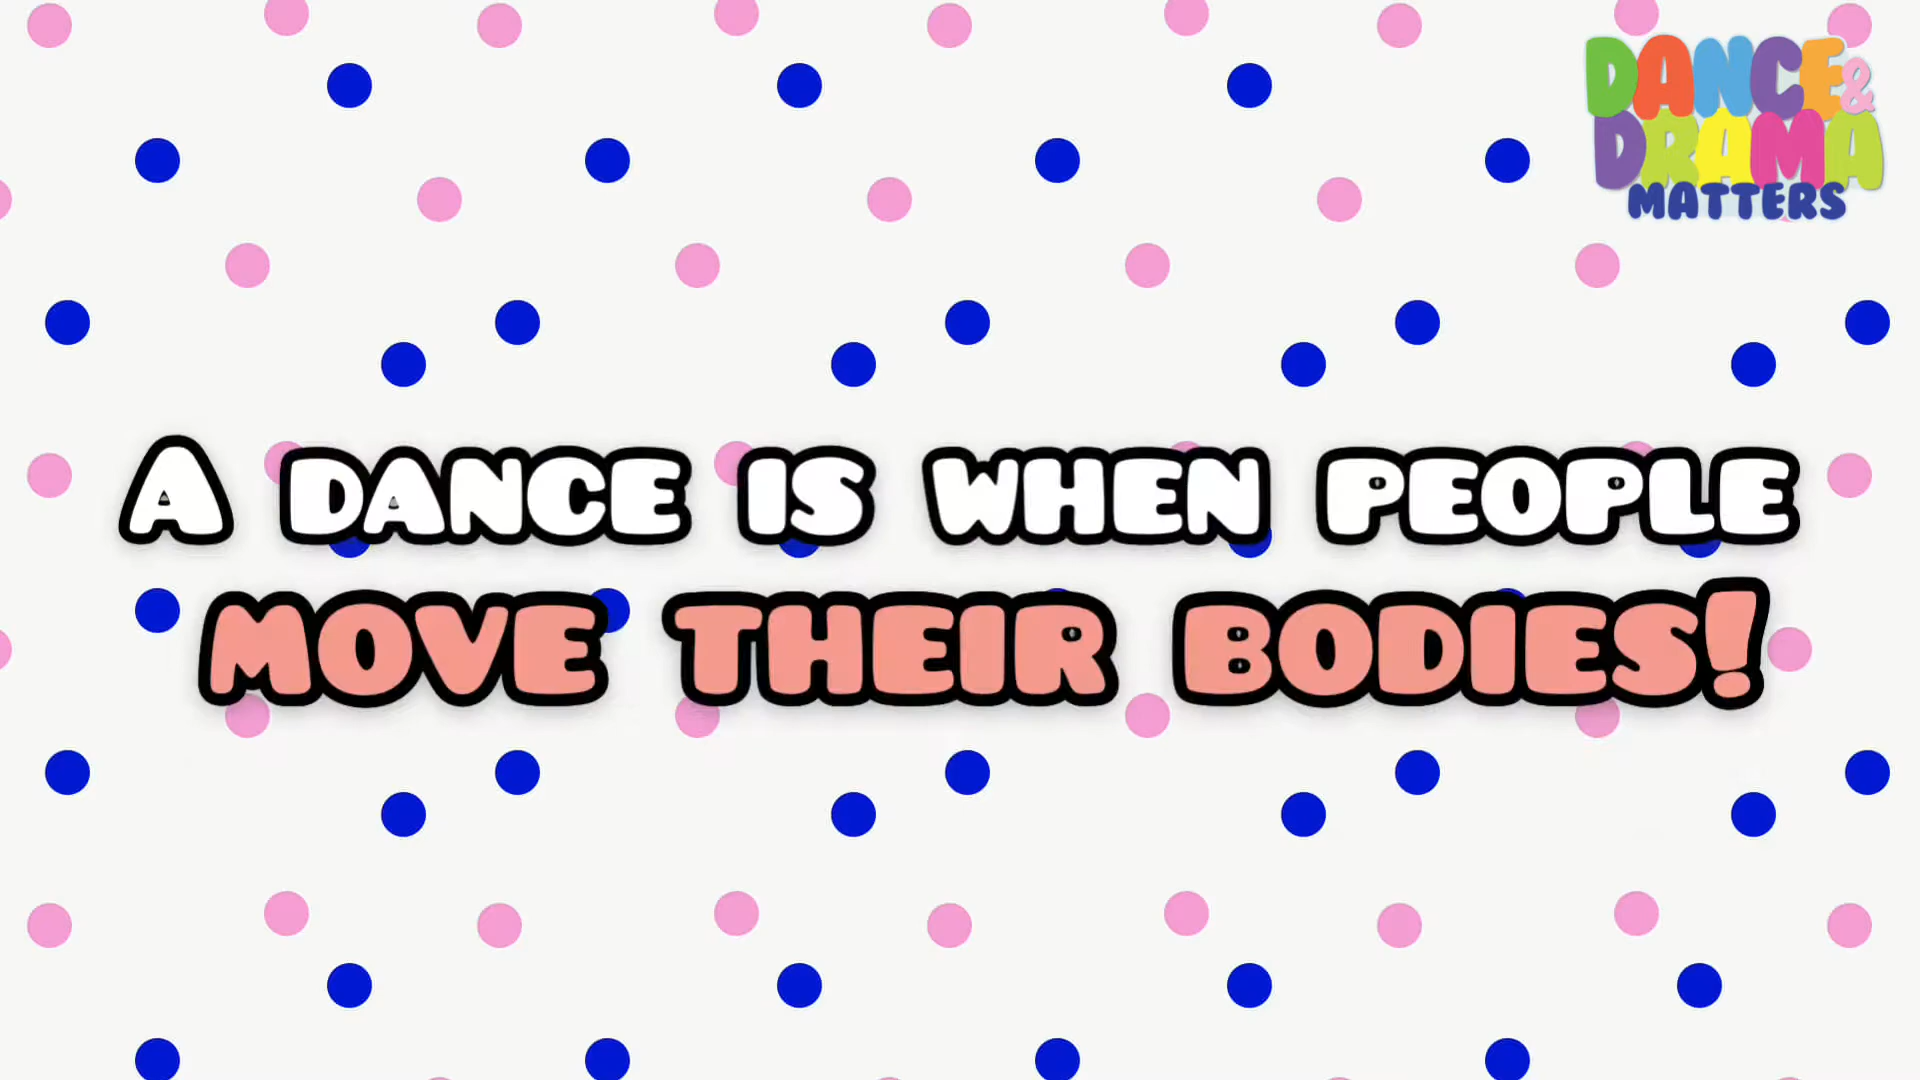 DANCE &
DRAMA
MATTERS
A DANCE IS WHEN PEOPLE
MOVE THEIR BODIES!